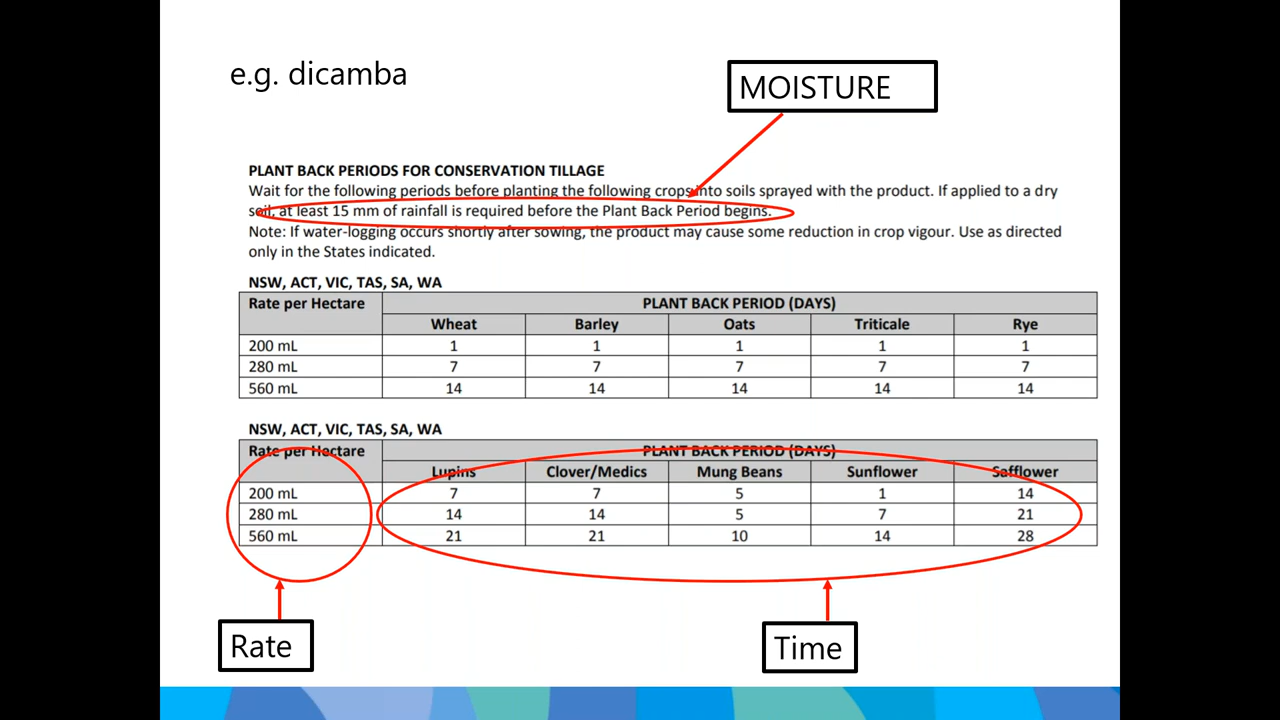 e.g. dicamba
MOISTURE
PLANT BACK PERIODS FOR CONSERVATION TILLAGE
Wait for the following periods before planting the following crops into soils sprayed with the product. If applied to a dry
soil, at least 15 mm of rainfall is required before the Plant Back Period begins.
Note: If water-logging occurs shortly after sowing, the product may cause some reduction in crop vigour. Use as directed
only in the States indicated.
NSW, ACT, VIC, TAS, SA, WA
Rate per Hectare PLANT BACK PERIOD (DAYS)
Wheat Barley Oats Triticale Rye
200 mL 1 1 1 1 1
280 mL 7 7 7 7 7
560 mL 14 14 14 14 14
NSW, ACT, VIC, TAS, SA, WA
Rate per Hectare PLANT BACK PERIOD (DAYS)
Lupins Clover/Medics Mung Beans Sunflower Safflower
200 mL 7 7 5 1 14
280 mL 14 14 5 7 21
560 mL 21 21 10 14 28
Rate
Time